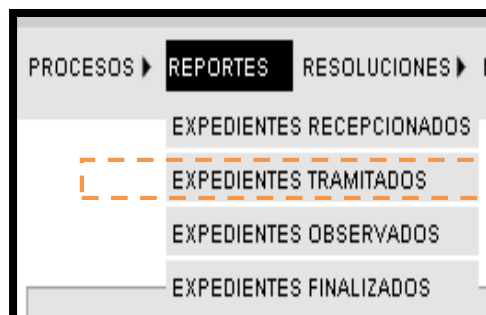 PROCESOS REPORTES RESOLUCIONES
EXPEDIENTES RECEPCIONADOS
EXPEDIENTES TRAMITADOS
EXPEDIENTES OBSERVADOS
EXPEDIENTES FINALIZADOS